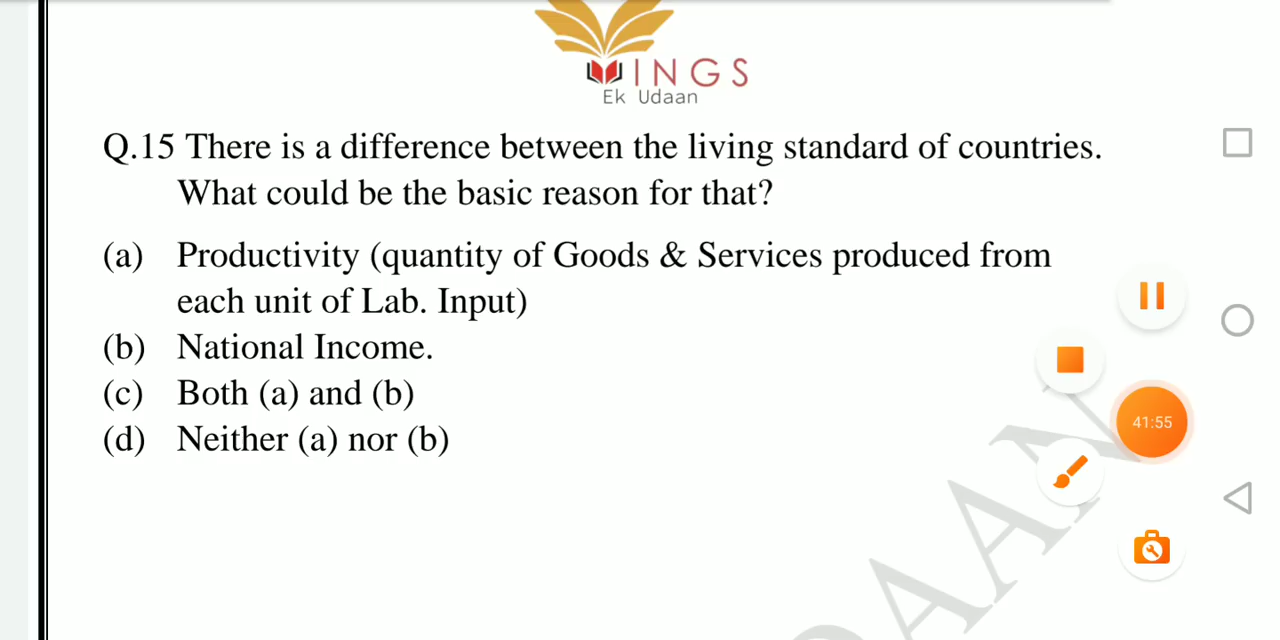 WINGS
Ek Udaan
Q.15 There is a difference between the living standard of countries.
What could be the basic reason for that?
(a) Productivity (quantity of Goods & Services produced from
each unit of Lab. Input)
(b) National Income.
(c) Both (a) and (b)
(d) Neither (a) nor (b)
41:55